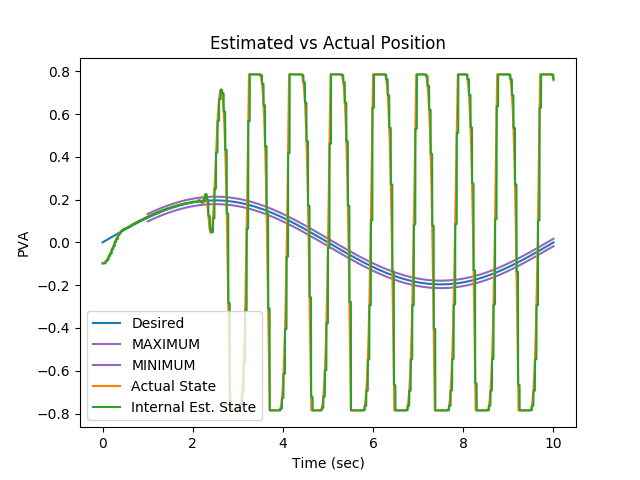 Estimated vs Actual Position
PVA
0.8
0.6
0.4
0.2
0.0
−0.2
−0.4
−0.6
−0.8
Desired
MAXIMUM
MINIMUM
Actual State
Internal Est. State
0
2
4
6
8
10
Time (sec)